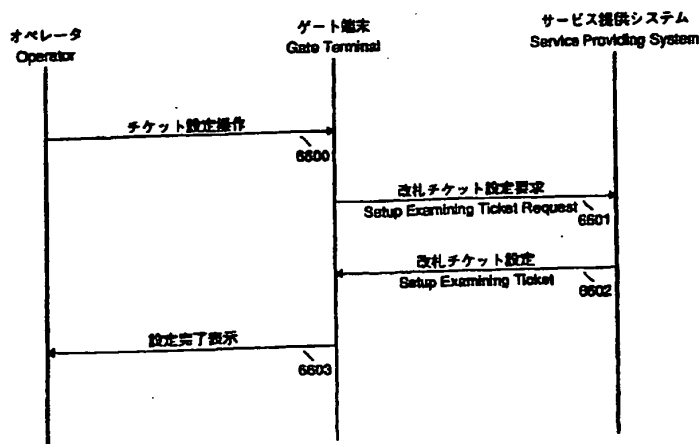 オペレータ
Operator
ゲート端末
Gate Terminal
サービス提供システム
Service Providing System
チケット設定操作
6600
改札チケット設定要求
Setup Examining Ticket Request
6601
改札チケット設定
Setup Examining Ticket
6602
設定完了表示
6603